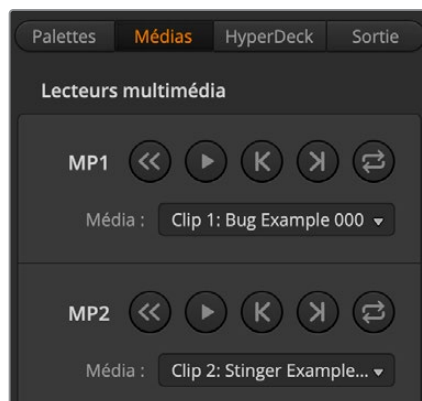 Palettes Médias HyperDeck Sortie
Lecteurs multimédia
MP1
Média : Clip 1: Bug Example 000
MP2
Média : Clip 2: Stinger Example...